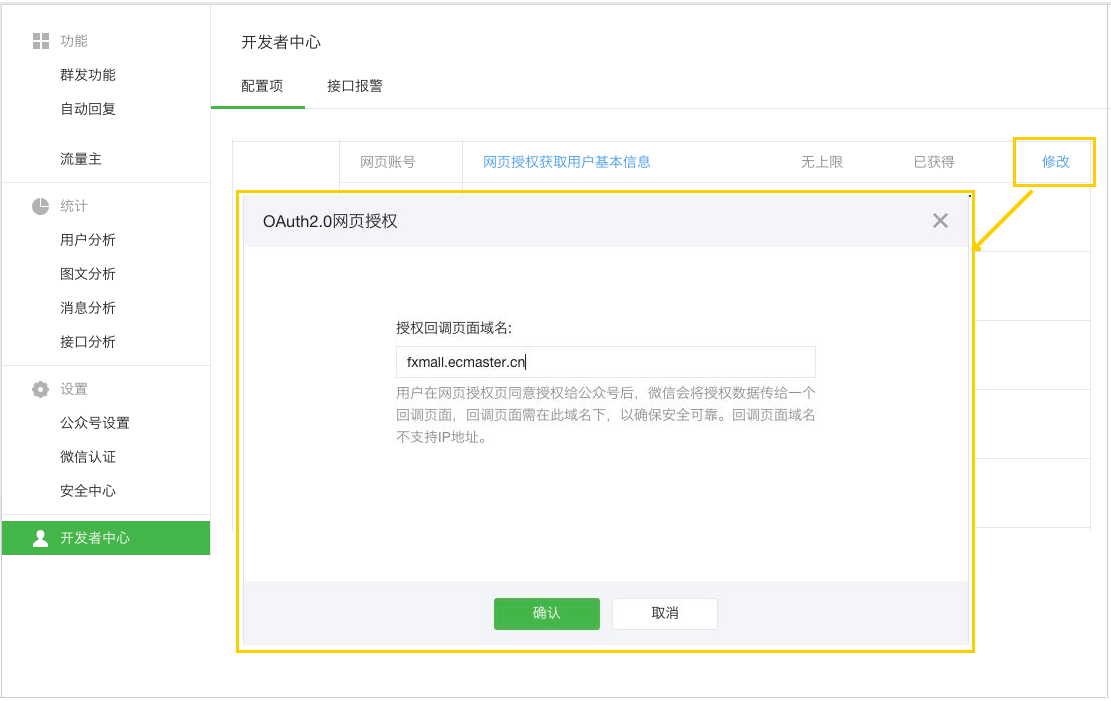 功能
群发功能
自动回复
流量主
统计
用户分析
图文分析
消息分析
接口分析
设置
公众号设置
微信认证
安全中心
开发者中心
开发者中心
配置项 接口报警
网页账号 网页授权获取用户基本信息 无上限 已获得 修改
OAuth2.0网页授权
授权回调页面域名:
fxmall.ecmaster.cn
用户在网页授权页同意授权给公众号后，微信会将授权数据传给一个
回调页面，回调页面需在此域名下，以确保安全可靠。回调页面域名
不支持IP地址。
确认 取消